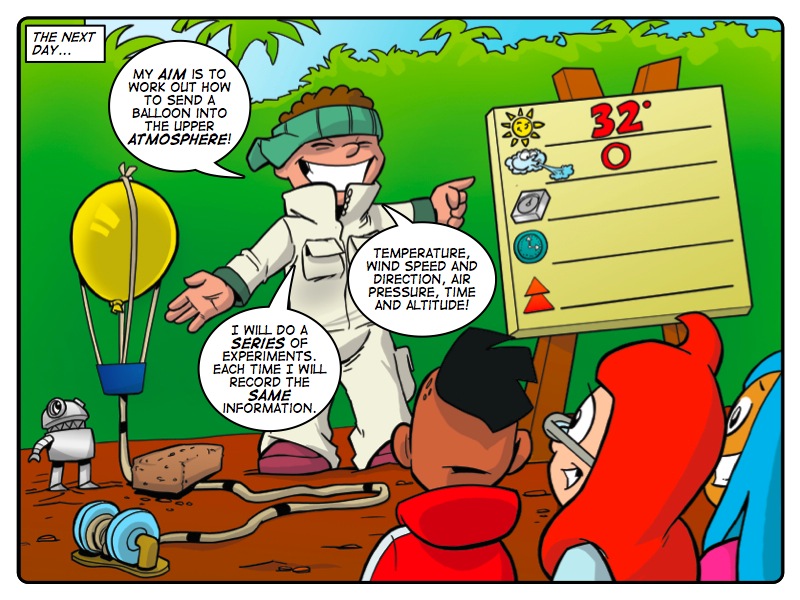 THE NEXT
DAY...
MY AIM IS TO
WORK OUT HOW
TO SEND A
BALLOON INTO
THE UPPER
ATMOSPHERE!
32°
0
TEMPERATURE,
WIND SPEED AND
DIRECTION, AIR
PRESSURE, TIME
AND ALTITUDE!
I WILL DO A
SERIES OF
EXPERIMENTS.
EACH TIME I WILL
RECORD THE
SAME
INFORMATION.